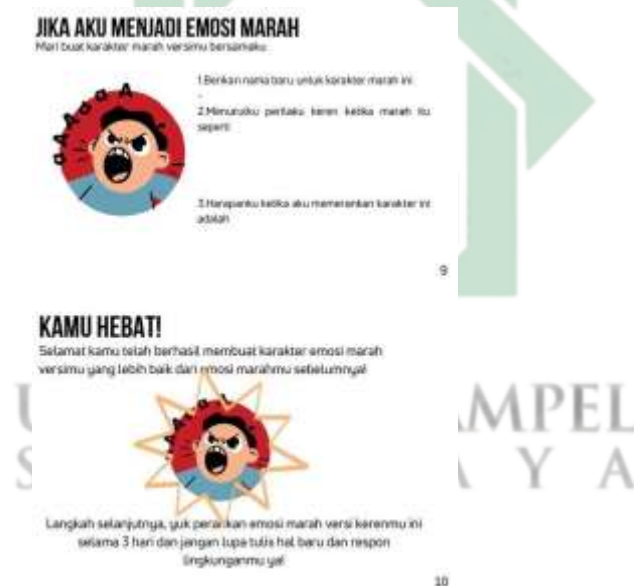 JIKA AKU MENJADI EMOSI MARAH
Mari buat karakter marah versimu bersamaku
aAAaaA
1.Berikan nama baru untuk karakter marah ini
-
2.Menurutku perilaku keren ketika marah itu
seperti
3.Harapanku ketika aku memerankan karakter ini
adalah
9
KAMU HEBAT!
Selamat kamu telah berhasil membuat karakter emosi marah
versimu yang lebih baik dari emosi marahmu sebelumnya!
Langkah selanjutnya, yuk perankan emosi marah versi kerenmu ini
selama 3 hari dan jangan lupa tulis hal baru dan respon
lingkunganmu ya!
10
U AMPEL
S A Y A